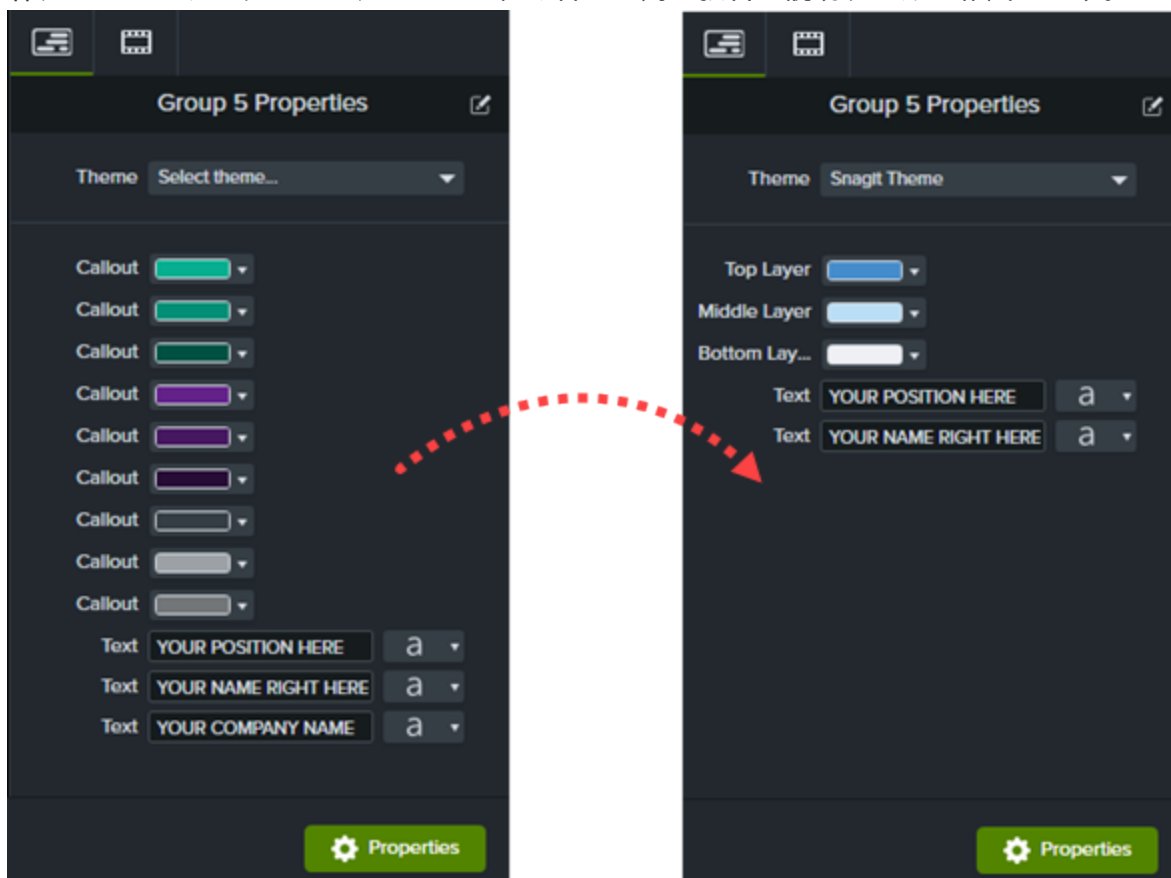 Group 5 Properties
Theme Select theme...
Callout
Callout
Callout
Callout
Callout
Callout
Callout
Callout
Callout
Text YOUR POSITION HERE a
Text YOUR NAME RIGHT HERE a
Text YOUR COMPANY NAME a
Properties
Group 5 Properties
Theme SnagIt Theme
Top Layer
Middle Layer
Bottom Lay...
Text YOUR POSITION HERE a
Text YOUR NAME RIGHT HERE a
Properties